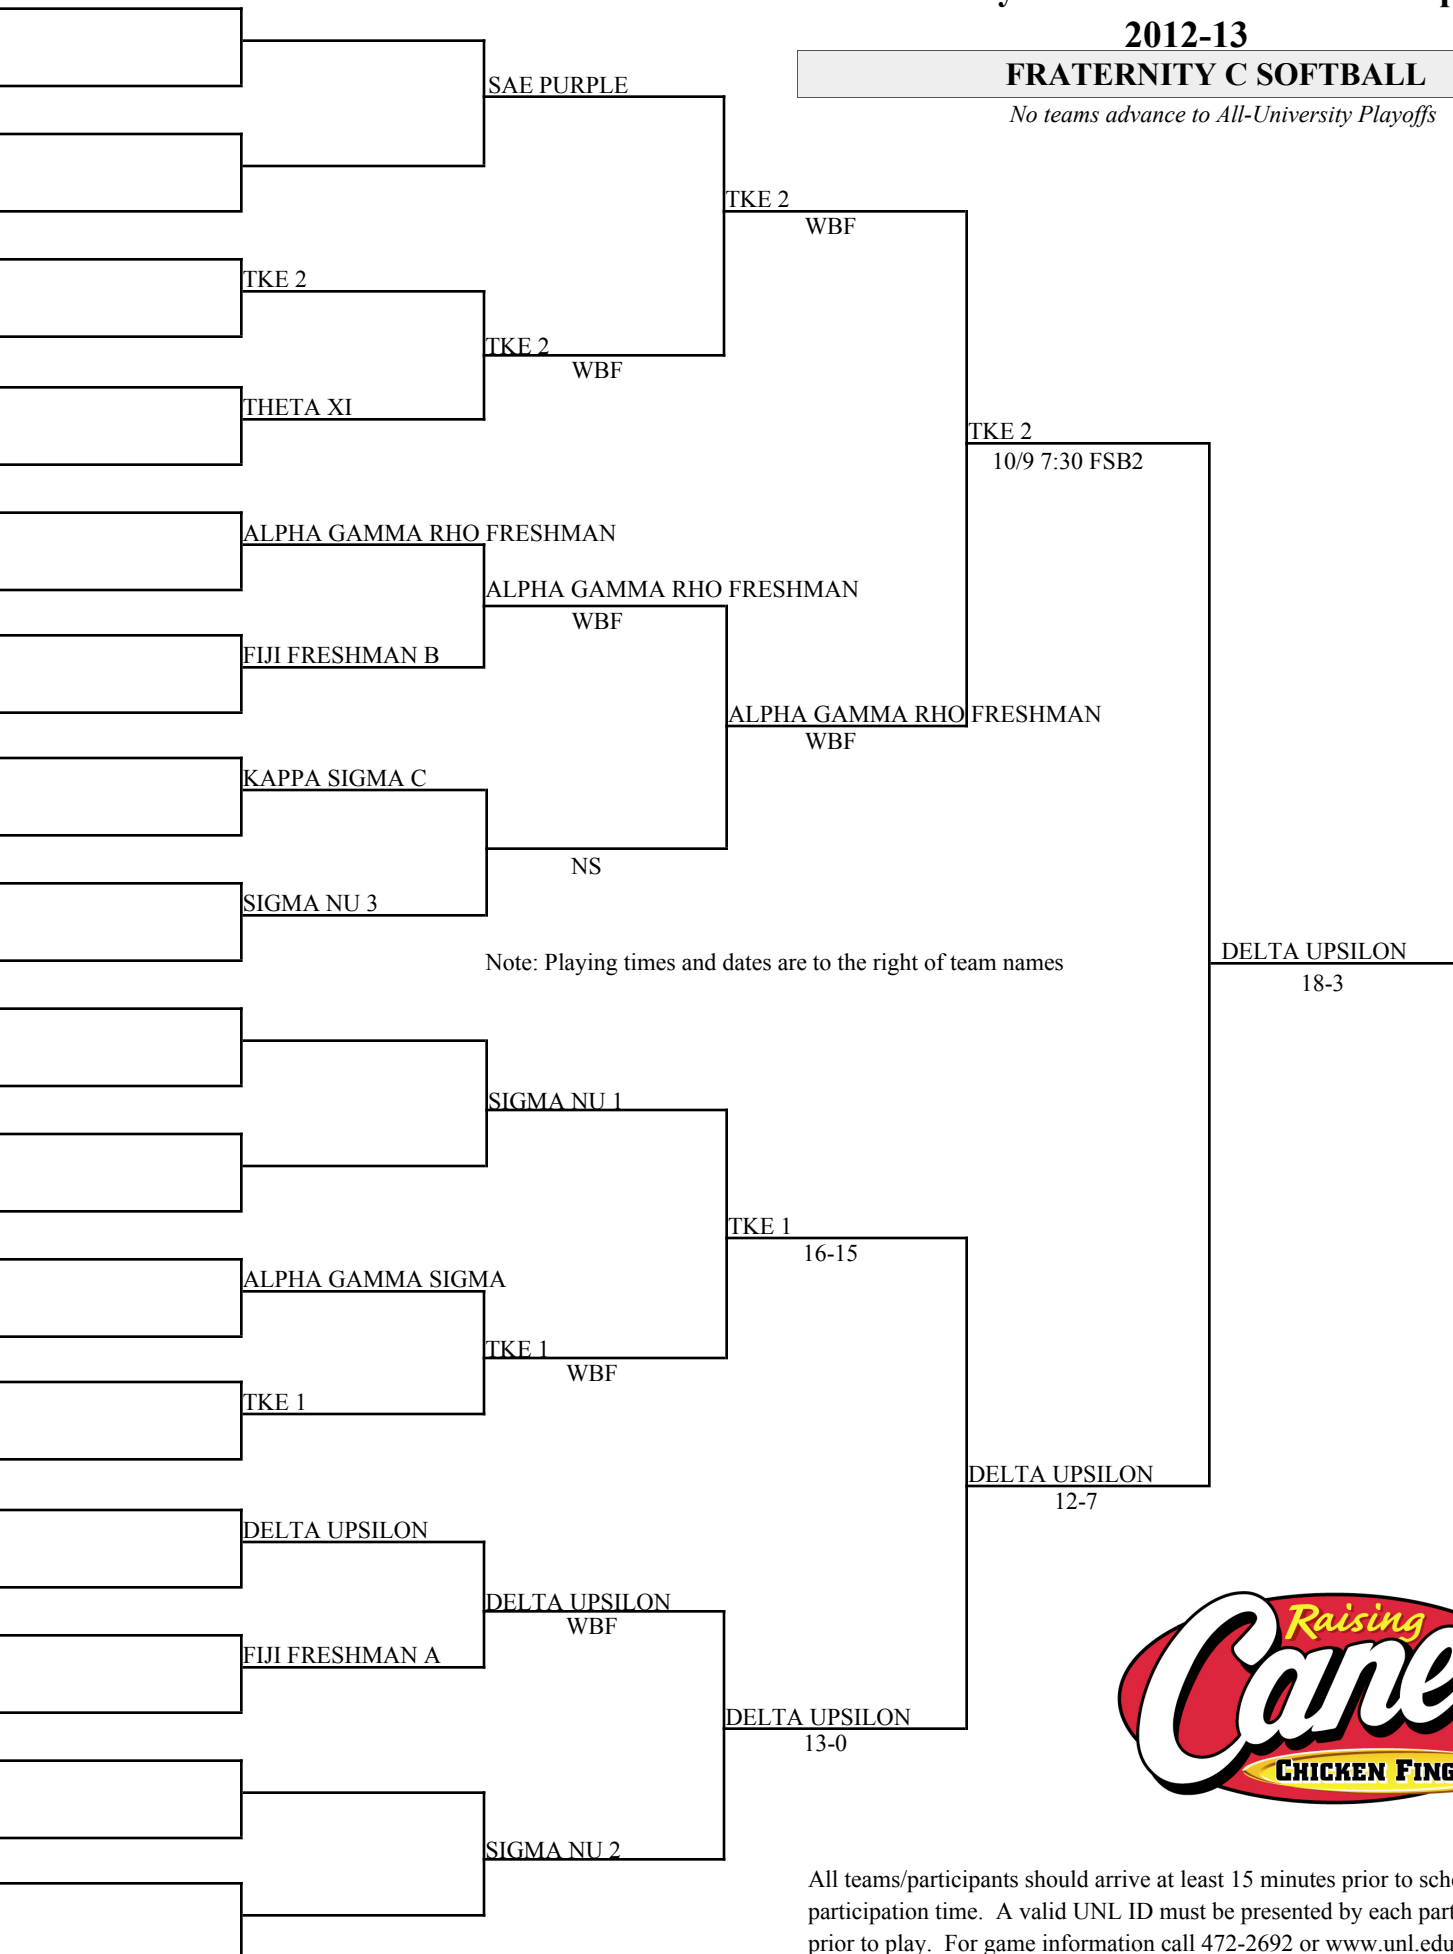 2012-13
FRATERNITY C SOFTBALL
No teams advance to All-University Playoffs
SAE PURPLE
TKE 2
WBF
TKE 2
TKE 2
WBF
THETA XI
TKE 2
10/9 7:30 FSB2
ALPHA GAMMA RHO FRESHMAN
ALPHA GAMMA RHO FRESHMAN
WBF
FIJI FRESHMAN B
ALPHA GAMMA RHO FRESHMAN
WBF
KAPPA SIGMA C
NS
SIGMA NU 3
Note: Playing times and dates are to the right of team names
DELTA UPSILON
18-3
SIGMA NU 1
TKE 1
16-15
ALPHA GAMMA SIGMA
TKE 1
WBF
TKE 1
DELTA UPSILON
12-7
DELTA UPSILON
DELTA UPSILON
WBF
FIJI FRESHMAN A
DELTA UPSILON
13-0
Raising
Cane
CHICKEN FING
SIGMA NU 2
All teams/participants should arrive at least 15 minutes prior to sch
participation time. A valid UNL ID must be presented by each part
prior to play. For game information call 472-2692 or www.unl.edu